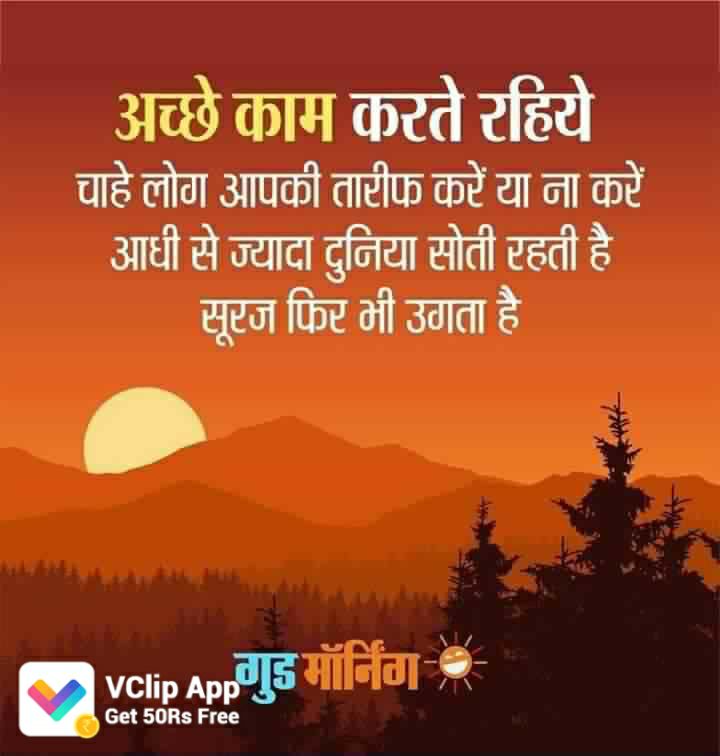 अच्छे काम करते रहिये
चाहे लोग आपकी तारीफ करें या ना करें
आधी से ज्यादा दुनिया सोती रहती है
सूरज फिर भी उगता है
गुड मॉर्निंग
VClip App
Get 50Rs Free